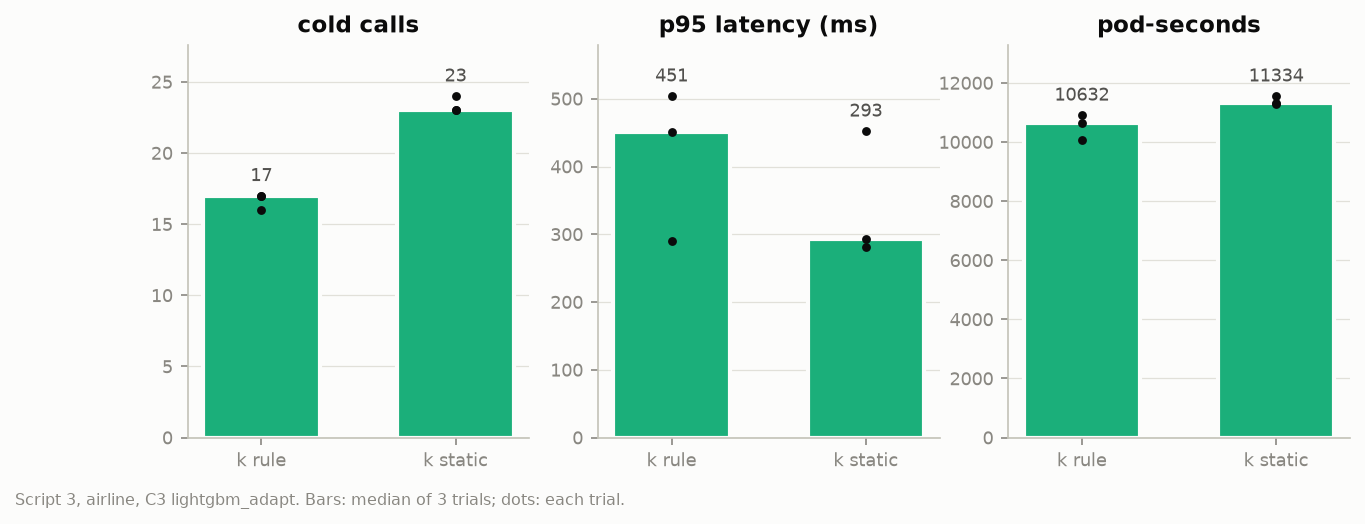 cold calls
25
20
15
10
5
0
17
23
k rule
k static
p95 latency (ms)
500
400
300
200
100
0
451
293
k rule
k static
pod-seconds
12000
10000
8000
6000
4000
2000
0
10632
11334
k rule
k static
Script 3, airline, C3 lightgbm_adapt. Bars: median of 3 trials; dots: each trial.